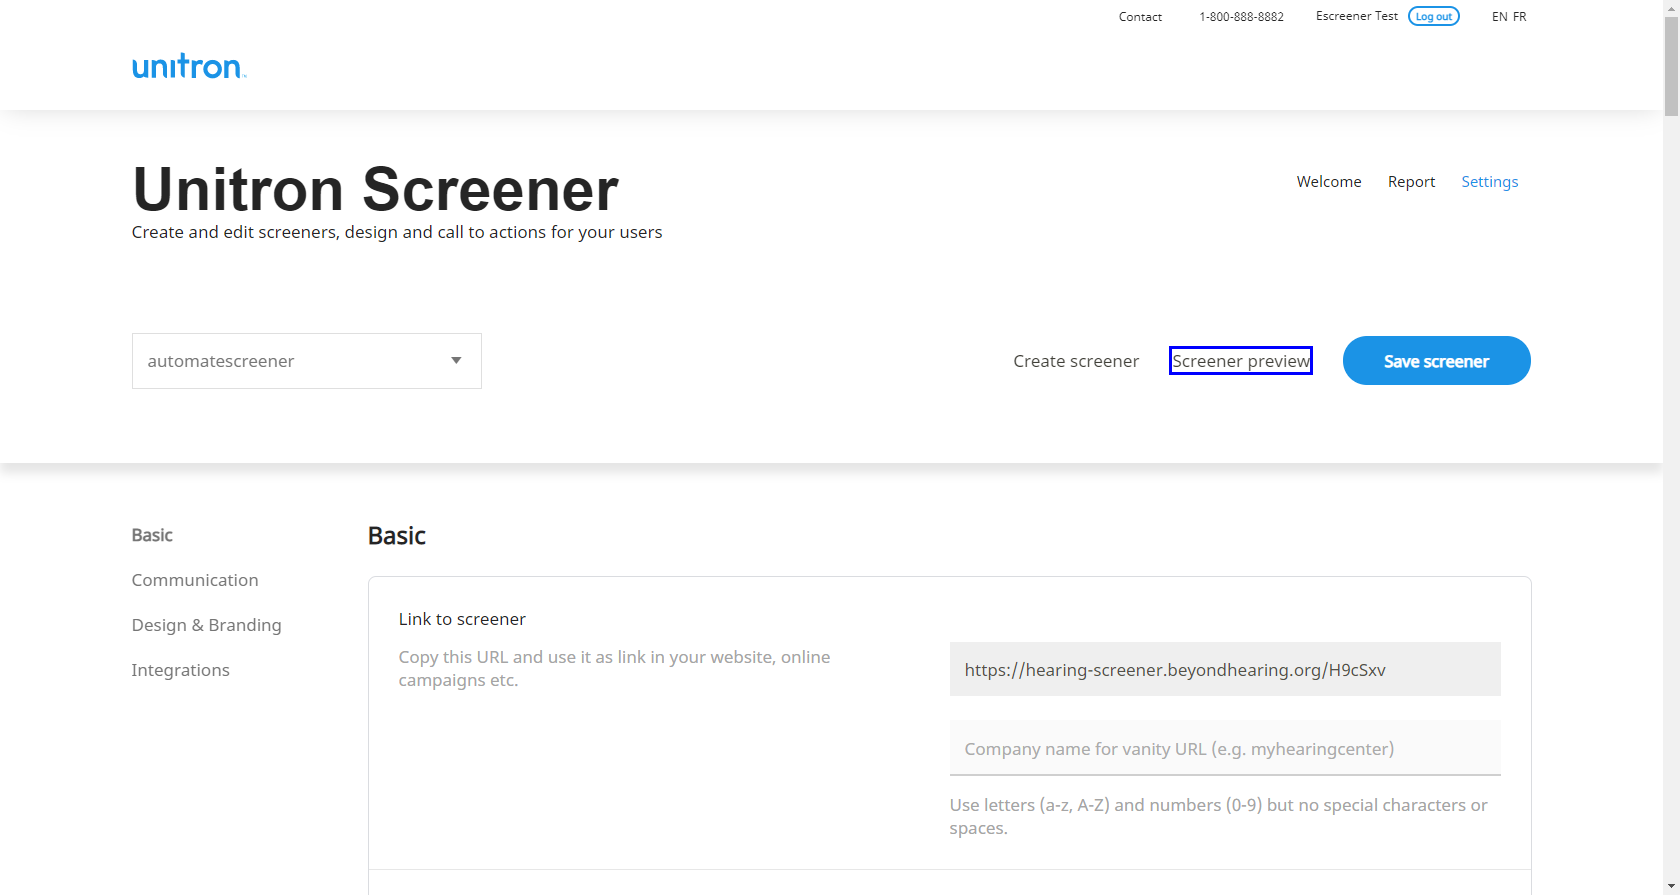 Contact 1-800-888-8882 Escreener Test Log out EN FR
unitron™
Unitron Screener
Create and edit screeners, design and call to actions for your users
Welcome Report Settings
automatescreener
Create screener Screener preview Save screener
Basic
Communication
Design & Branding
Integrations
Basic
Link to screener
Copy this URL and use it as link in your website, online
campaigns etc.
https://hearing-screener.beyondhearing.org/H9cSxv
Company name for vanity URL (e.g. myhearingcenter)
Use letters (a-z, A-Z) and numbers (0-9) but no special characters or
spaces.